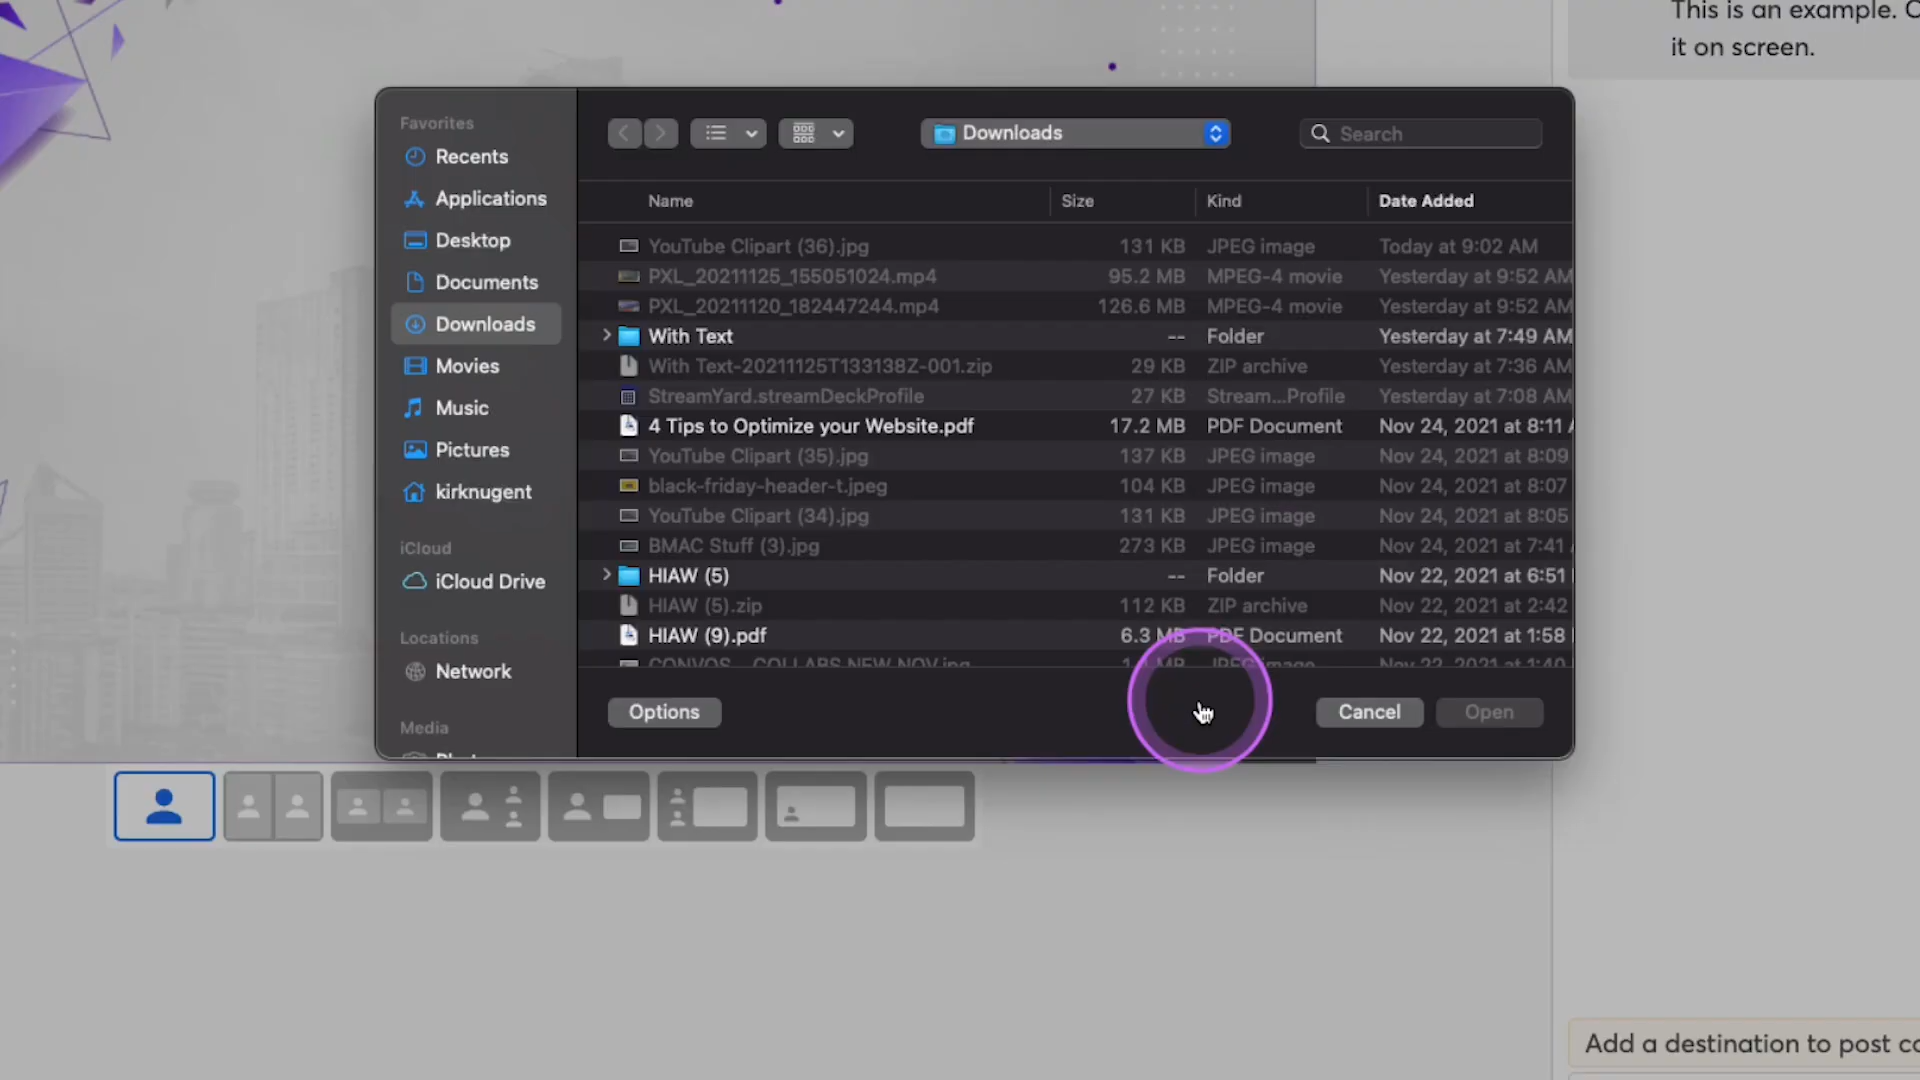 This is an example. C
it on screen.
Favorites
Recents
Applications
Desktop
Documents
Downloads
Movies
Music
Pictures
kirknugent
iCloud
iCloud Drive
Locations
Network
Media
Downloads
Search
Name Size Kind Date Added
YouTube Clipart (36).jpg 131 KB JPEG image Today at 9:02 AM
PXL_20211125_155051024.mp4 95.2 MB MPEG-4 movie Yesterday at 9:52 AM
PXL_20211120_182447244.mp4 126.6 MB MPEG-4 movie Yesterday at 9:52 AM
With Text -- Folder Yesterday at 7:49 AM
With Text-20211125T133138Z-001.zip 29 KB ZIP archive Yesterday at 7:36 AM
StreamYard.streamDeckProfile 27 KB Stream...Profile Yesterday at 7:08 AM
4 Tips to Optimize your Website.pdf 17.2 MB PDF Document Nov 24, 2021 at 8:11
YouTube Clipart (35).jpg 137 KB JPEG image Nov 24, 2021 at 8:09
black-friday-header-t.jpeg 104 KB JPEG image Nov 24, 2021 at 8:07
YouTube Clipart (34).jpg 131 KB JPEG image Nov 24, 2021 at 8:05
BMAC Stuff (3).jpg 273 KB JPEG image Nov 24, 2021 at 7:41
HIAW (5) -- Folder Nov 22, 2021 at 6:51
HIAW (5).zip 112 KB ZIP archive Nov 22, 2021 at 2:42
HIAW (9).pdf 6.3 MB PDF Document Nov 22, 2021 at 1:58
Options Cancel Open
Add a destination to post co